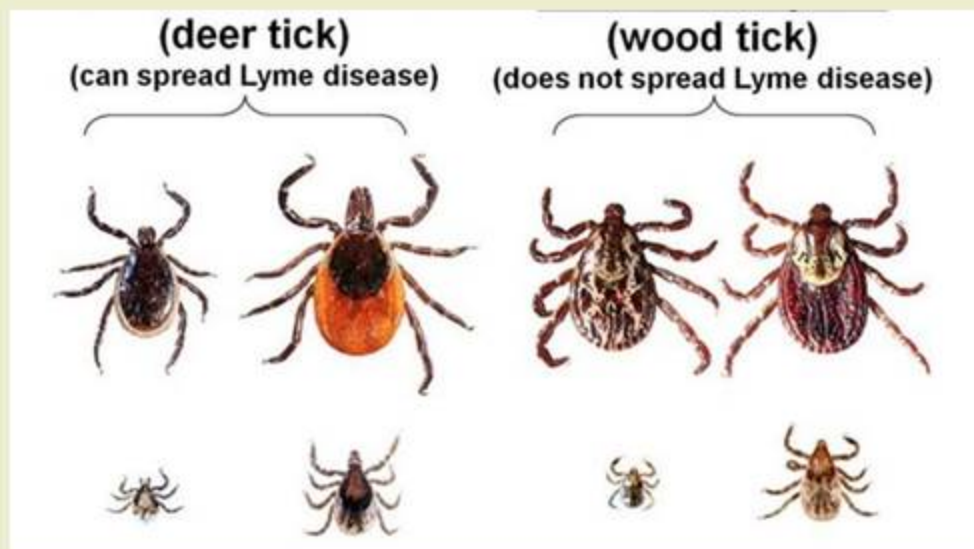 (deer tick)
(can spread Lyme disease)
(wood tick)
(does not spread Lyme disease)